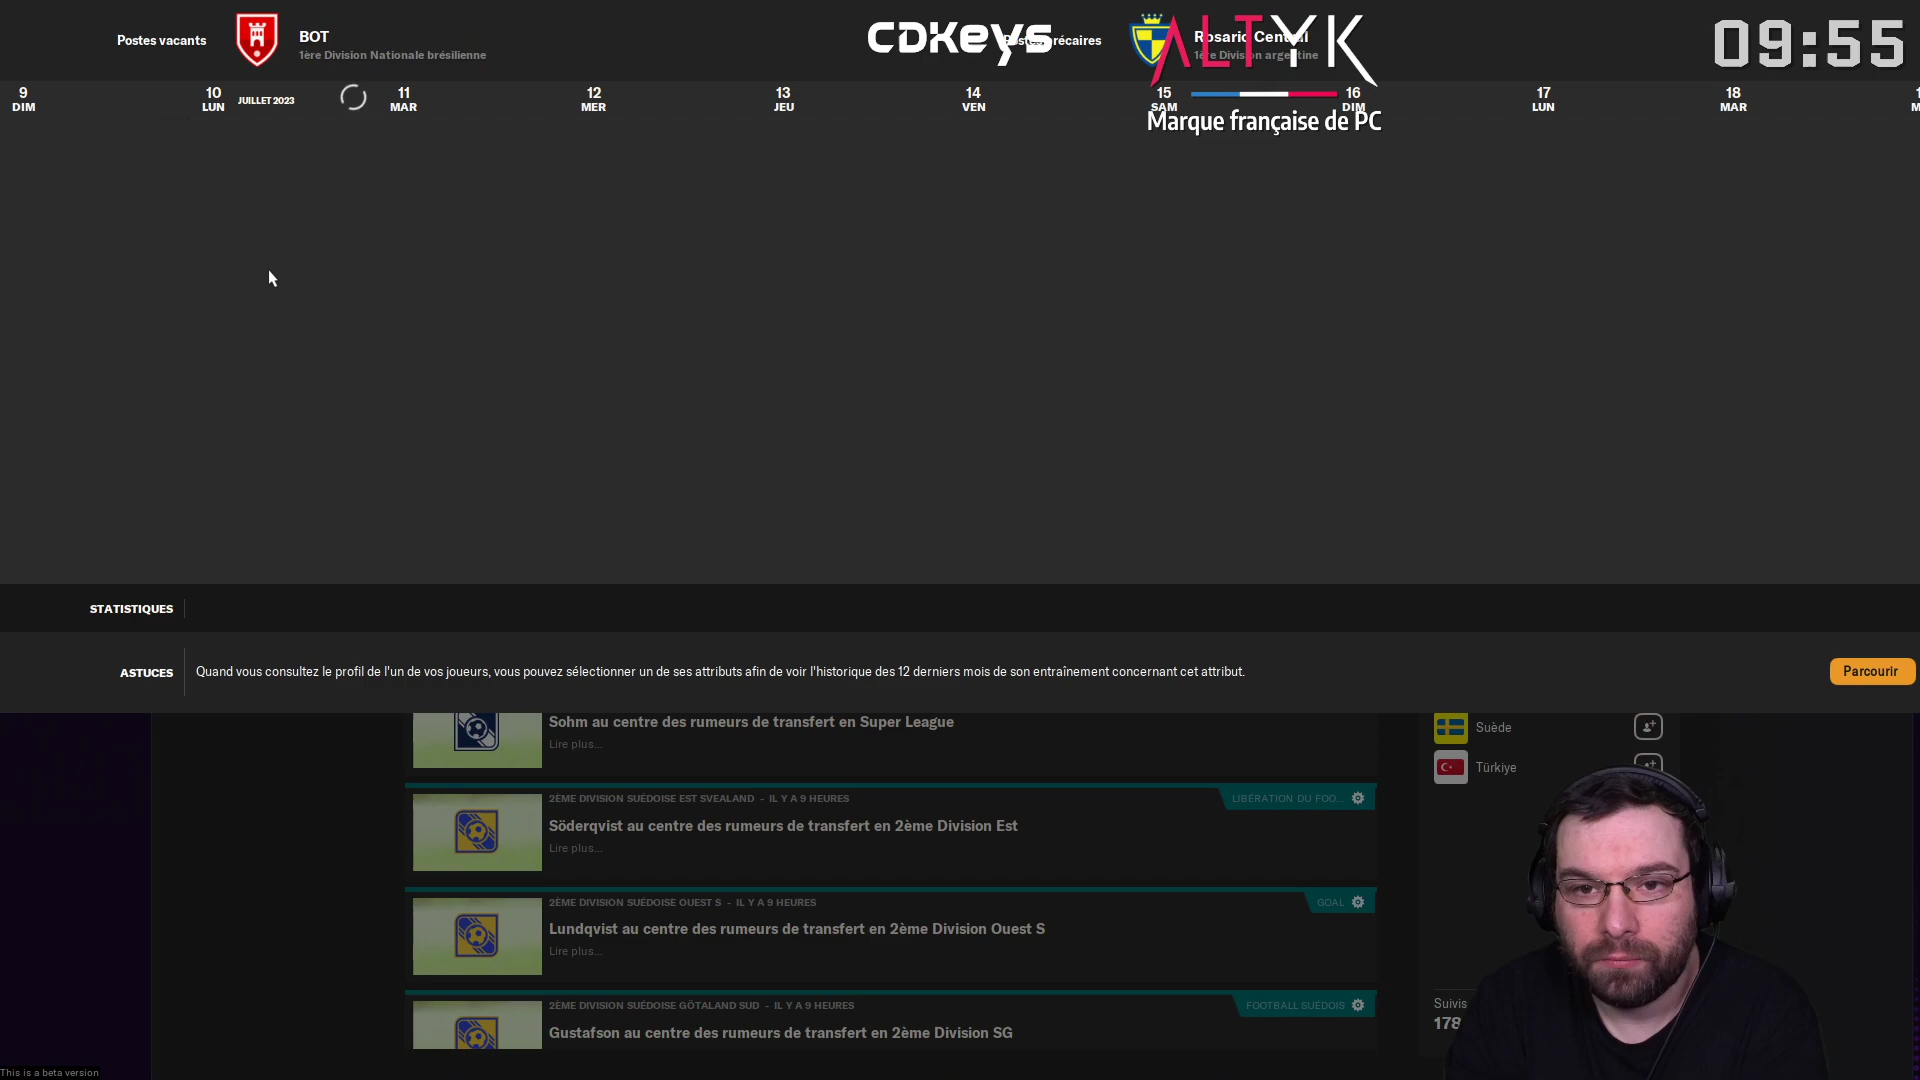 Postes vacants
BOT
1ère Division Nationale brésilienne
CDKeys
Postes précaires
Rosario Central
1ère Division argentine
ALTYK
Marque française de PC
09:55
9 DIM
10 LUN
JUILLET 2023
11 MAR
12 MER
13 JEU
14 VEN
15 SAM
16 DIM
17 LUN
18 MAR
STATISTIQUES
ASTUCES
Quand vous consultez le profil de l'un de vos joueurs, vous pouvez sélectionner un de ses attributs afin de voir l'historique des 12 derniers mois de son entraînement concernant cet attribut.
Parcourir
Sohm au centre des rumeurs de transfert en Super League
Lire plus...
2ÈME DIVISION SUÉDOISE EST SVEALAND - IL Y A 9 HEURES
LIBÉRATION DU FOO...
Söderqvist au centre des rumeurs de transfert en 2ème Division Est
Lire plus...
2ÈME DIVISION SUÉDOISE OUEST S - IL Y A 9 HEURES
GOAL
Lundqvist au centre des rumeurs de transfert en 2ème Division Ouest S
Lire plus...
2ÈME DIVISION SUÉDOISE GÖTALAND SUD - IL Y A 9 HEURES
FOOTBALL SUÉDOIS
Gustafson au centre des rumeurs de transfert en 2ème Division SG
Suède
Türkiye
Suivis
178
This is a beta version